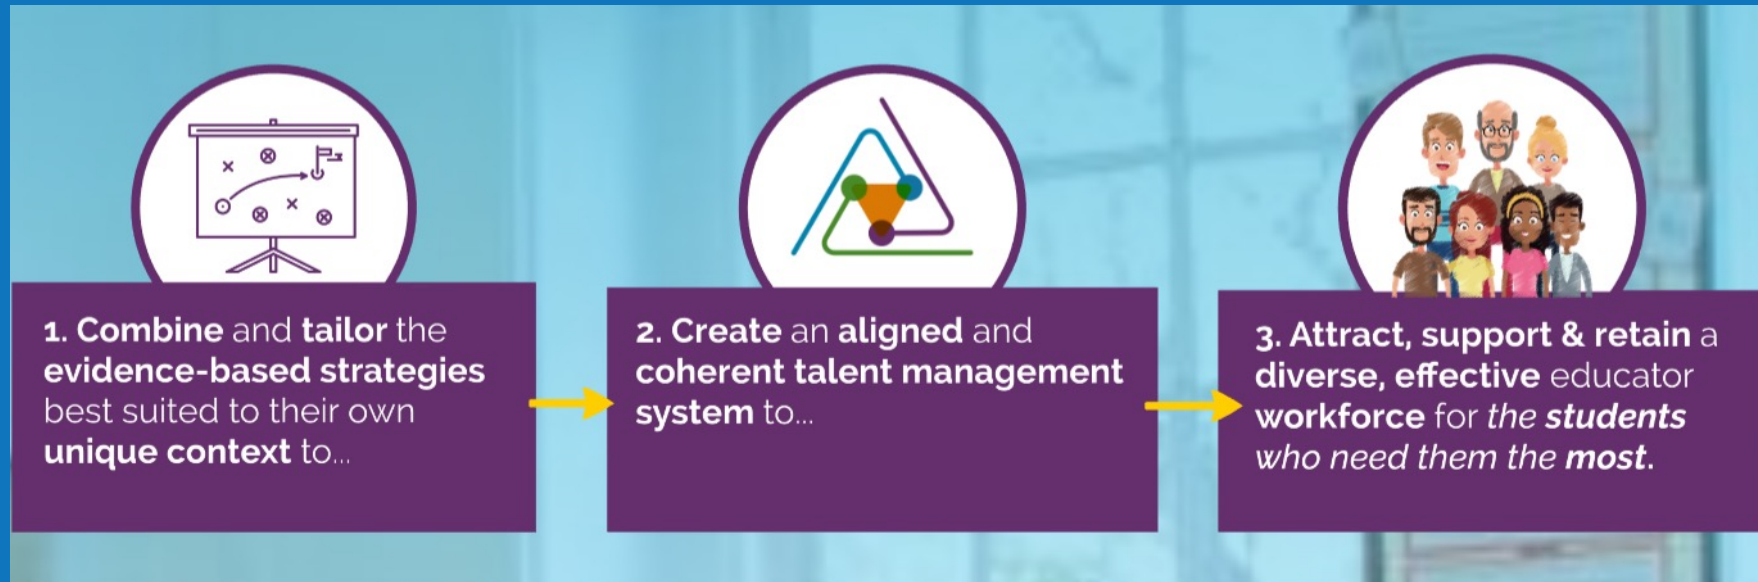 1. Combine and tailor the
evidence-based strategies
best suited to their own
unique context to...
2. Create an aligned and
coherent talent management
system to...
3. Attract, support & retain a
diverse, effective educator
workforce for the students
who need them the most.